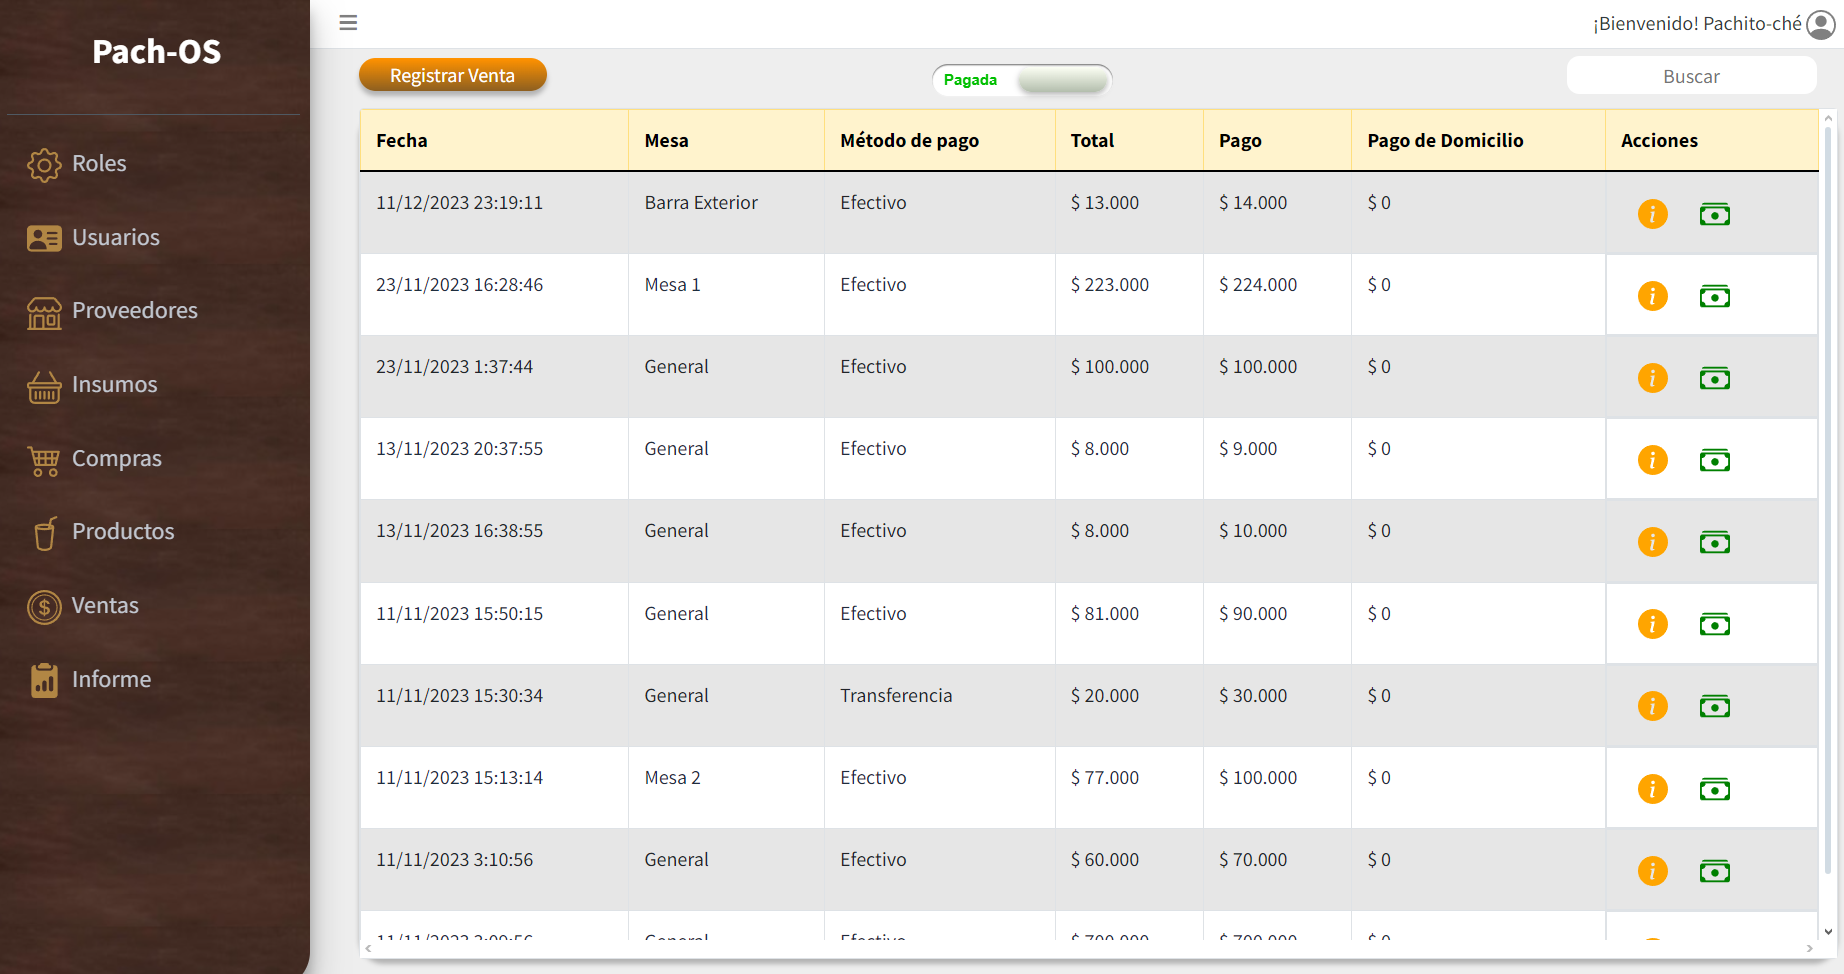 Pach-OS
¡Bienvenido! Pachito-ché
Roles
Usuarios
Proveedores
Insumos
Compras
Productos
Ventas
Informe
Registrar Venta
Pagada
Buscar
Fecha Mesa Método de pago Total Pago Pago de Domicilio Acciones
11/12/2023 23:19:11 Barra Exterior Efectivo $ 13.000 $ 14.000 $ 0
23/11/2023 16:28:46 Mesa 1 Efectivo $ 223.000 $ 224.000 $ 0
23/11/2023 1:37:44 General Efectivo $ 100.000 $ 100.000 $ 0
13/11/2023 20:37:55 General Efectivo $ 8.000 $ 9.000 $ 0
13/11/2023 16:38:55 General Efectivo $ 8.000 $ 10.000 $ 0
11/11/2023 15:50:15 General Efectivo $ 81.000 $ 90.000 $ 0
11/11/2023 15:30:34 General Transferencia $ 20.000 $ 30.000 $ 0
11/11/2023 15:13:14 Mesa 2 Efectivo $ 77.000 $ 100.000 $ 0
11/11/2023 3:10:56 General Efectivo $ 60.000 $ 70.000 $ 0
General Efectivo